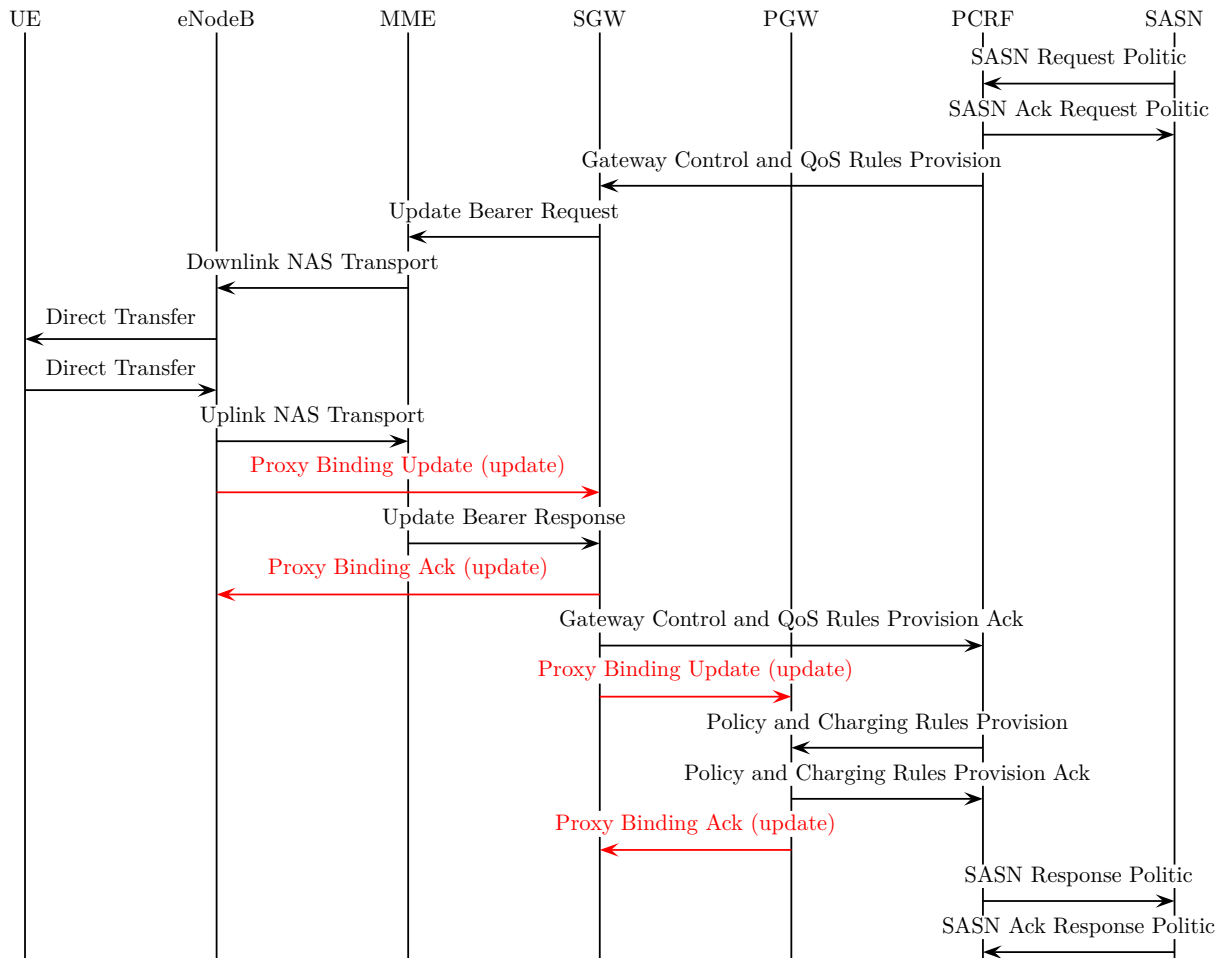 UE eNodeB MME SGW PGW PCRF SASN
SASN Request Politic
SASN Ack Request Politic
Gateway Control and QoS Rules Provision
Update Bearer Request
Downlink NAS Transport
Direct Transfer
Direct Transfer
Uplink NAS Transport
Proxy Binding Update (update)
Update Bearer Response
Proxy Binding Ack (update)
Gateway Control and QoS Rules Provision Ack
Proxy Binding Update (update)
Policy and Charging Rules Provision
Policy and Charging Rules Provision Ack
Proxy Binding Ack (update)
SASN Response Politic
SASN Ack Response Politic